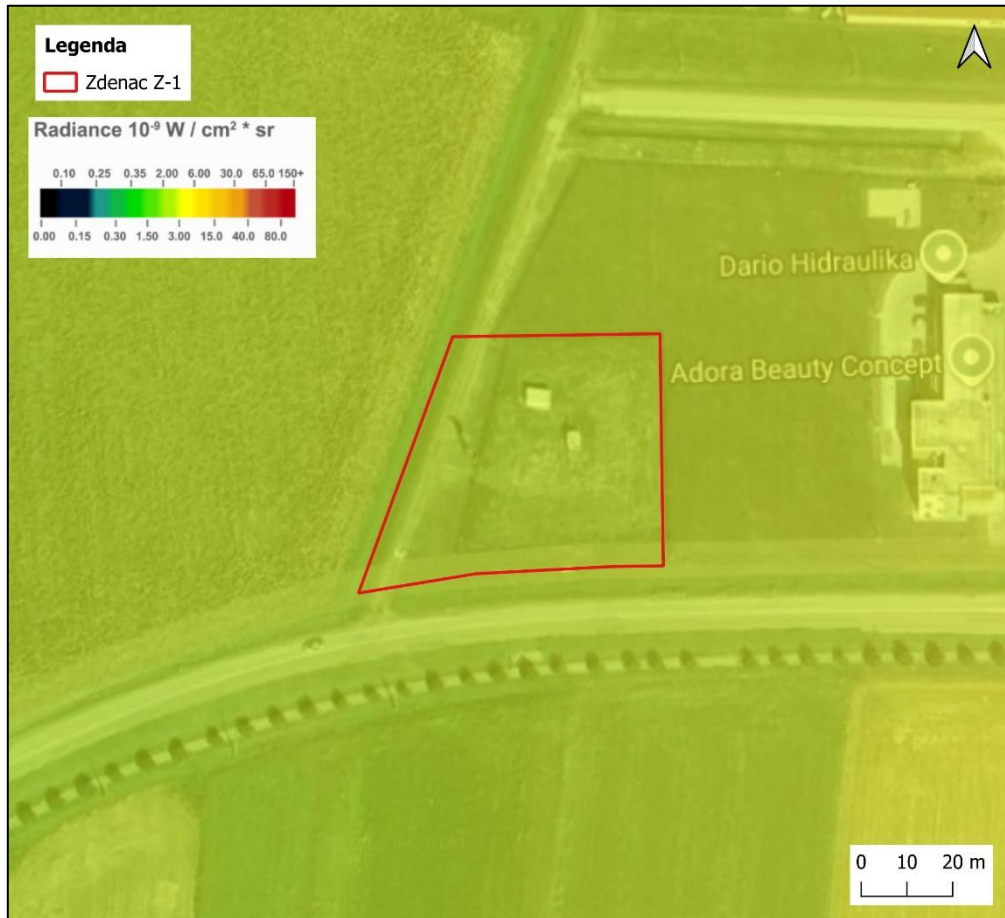 Legenda
Zdenac Z-1
Radiance 10⁻⁹ W / cm² * sr
0.10 0.25 0.35 2.00 6.00 30.0 65.0 150+
0.00 0.15 0.30 1.50 3.00 15.0 40.0 80.0
Dario Hidraulika
Adora Beauty Concept
0 10 20 m